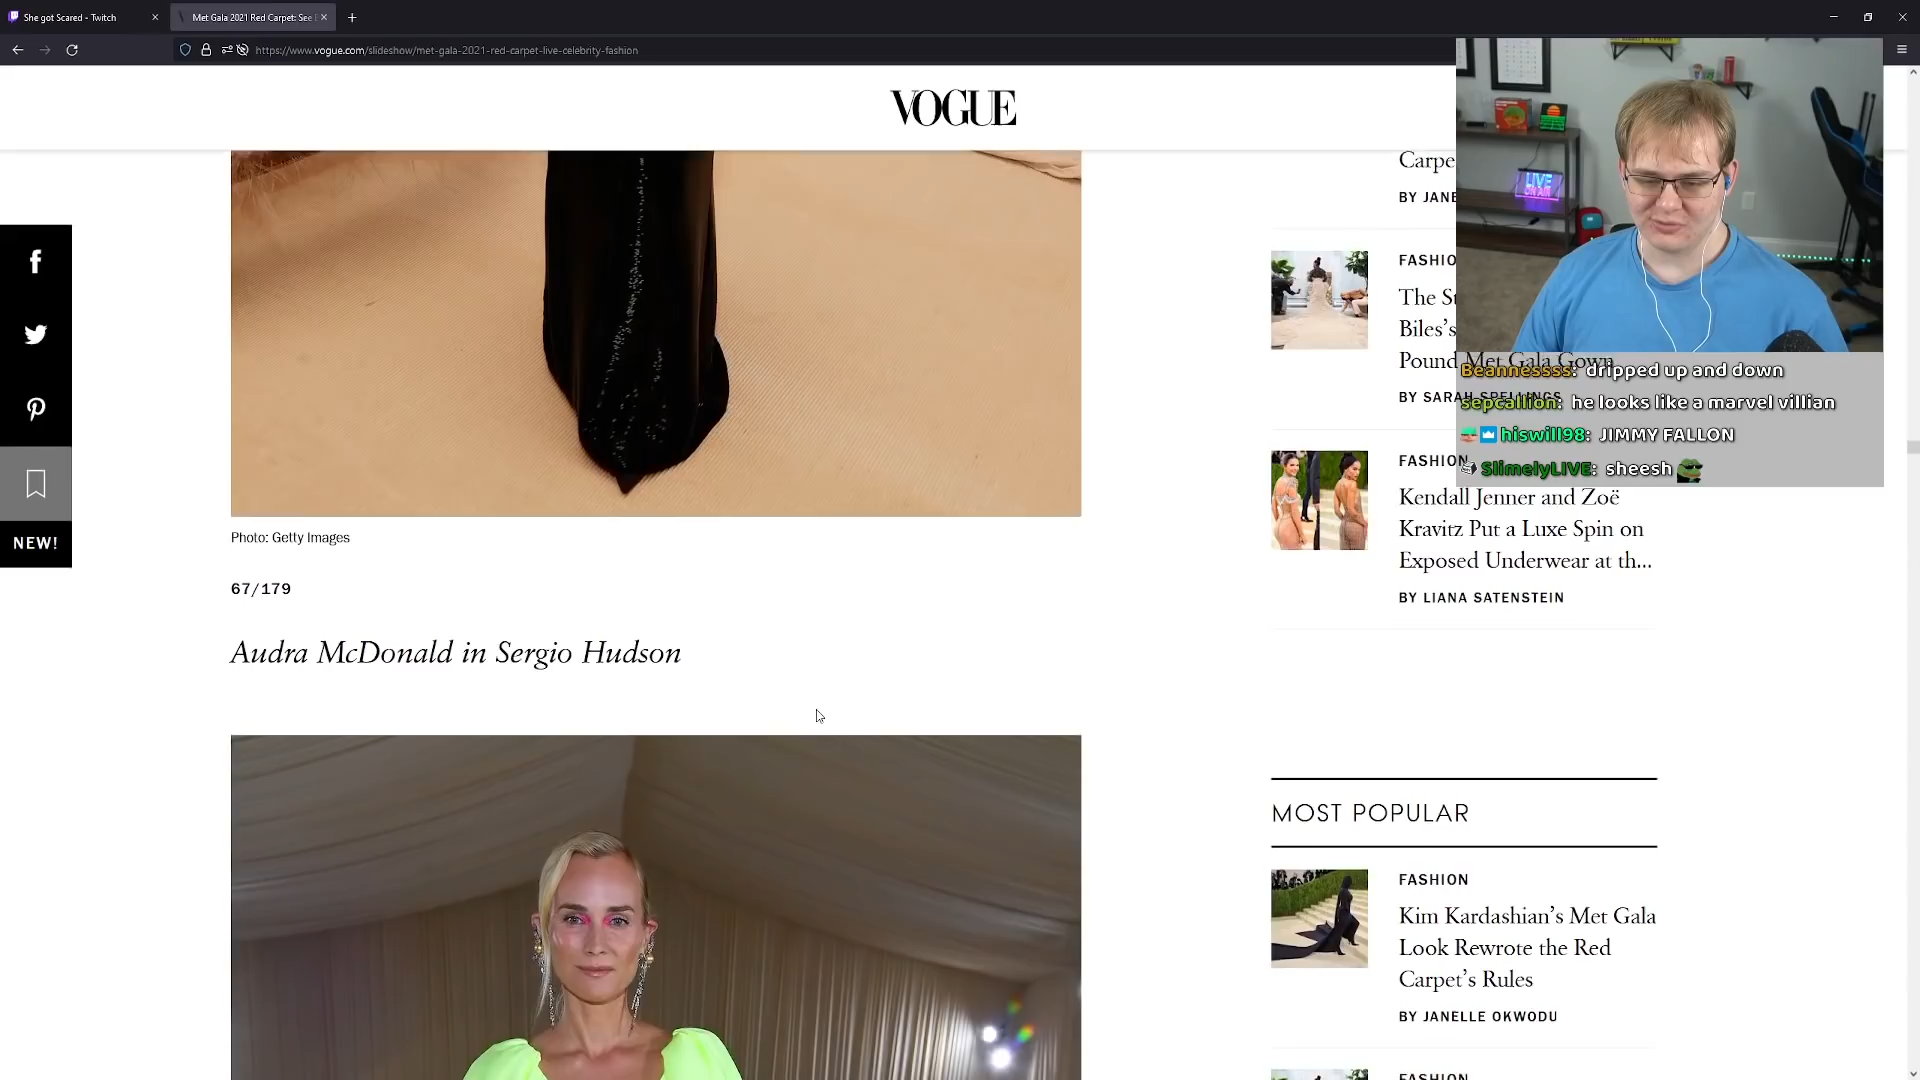 She got Scared - Twitch
Met Gala 2021 Red Carpet: See
https://www.vogue.com/slideshow/met-gala-2021-red-carpet-live-celebrity-fashion
VOGUE
NEW!
Photo: Getty Images
67/179
Audra McDonald in Sergio Hudson
Carpe
BY JANE
FASHIO
The S
Biles's
Pound Met Gala Gown
BY SARAH SPELLINGS
FASHION
Kendall Jenner and Zoë
Kravitz Put a Luxe Spin on
Exposed Underwear at th...
BY LIANA SATENSTEIN
MOST POPULAR
FASHION
Kim Kardashian's Met Gala
Look Rewrote the Red
Carpet's Rules
BY JANELLE OKWODU
FASHION
LIVE
ON AIR
Beannessss: dripped up and down
sepcallion: he looks like a marvel villian
hiswill98: JIMMY FALLON
SlimelyLIVE: sheesh